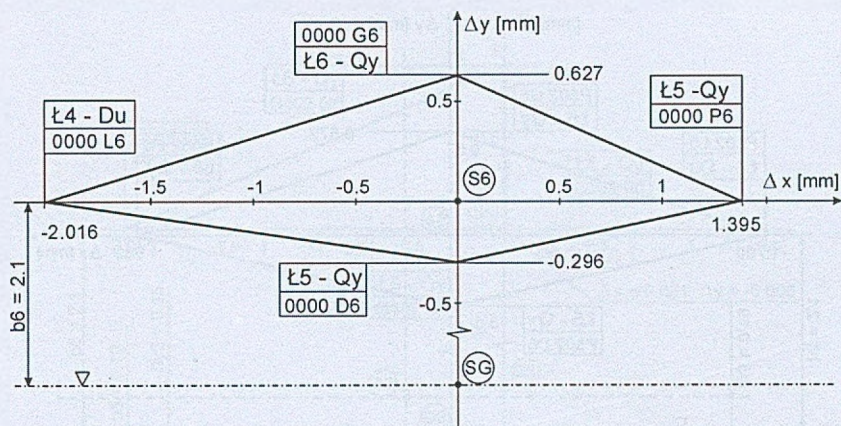 Δy [mm]
0000 G6
Ł6 - Qy
0.627
0.5
Ł5 -Qy
0000 P6
Ł4 - Du
0000 L6
-1.5
-1
-0.5
S6
0.5
1
Δ x [mm]
-2.016
1.395
Ł5 - Qy
0000 D6
-0.296
-0.5
b6 = 2.1
SG